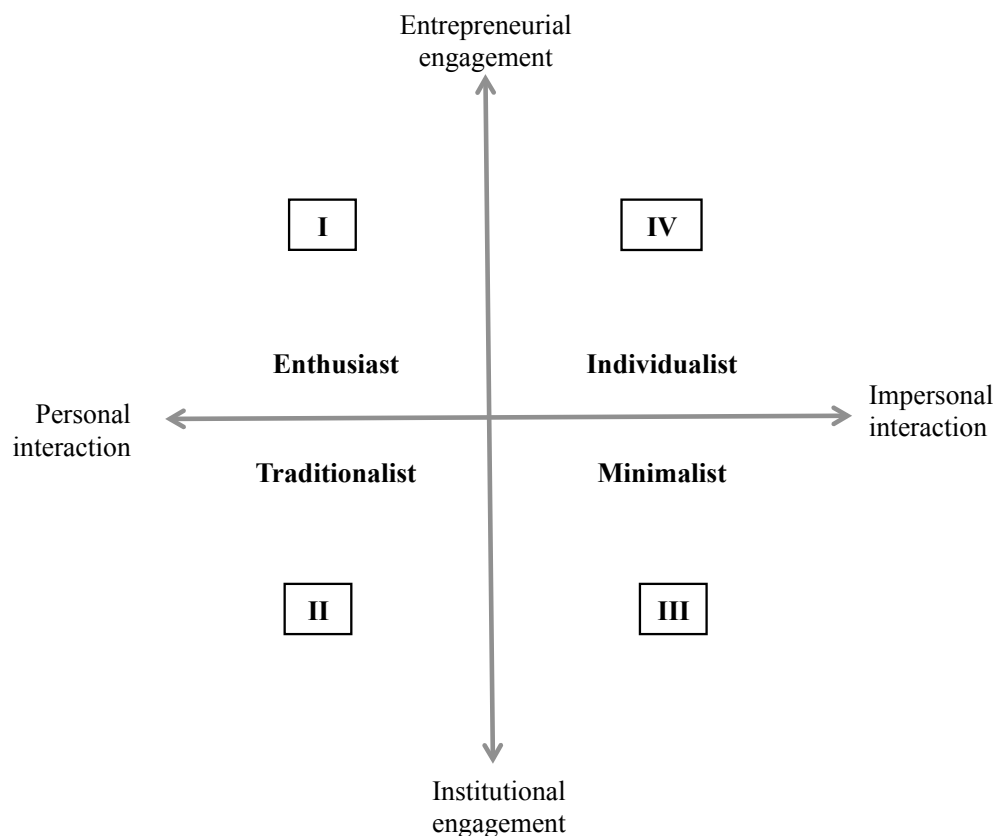 Entrepreneurial
engagement
I
IV
Enthusiast
Individualist
Personal
interaction
Impersonal
interaction
Traditionalist
Minimalist
II
III
Institutional
engagement